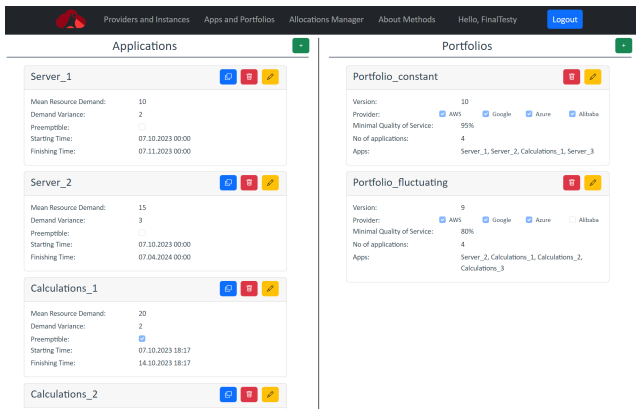 Providers and Instances Apps and Portfolios Allocations Manager About Methods Hello, FinalTesty Logout
Applications +
Server_1
Mean Resource Demand: 10
Demand Variance: 2
Preemptible:
Starting Time: 07.10.2023 00:00
Finishing Time: 07.11.2023 00:00
Server_2
Mean Resource Demand: 15
Demand Variance: 3
Preemptible:
Starting Time: 07.10.2023 00:00
Finishing Time: 07.04.2024 00:00
Calculations_1
Mean Resource Demand: 20
Demand Variance: 2
Preemptible:
Starting Time: 07.10.2023 18:17
Finishing Time: 14.10.2023 18:17
Calculations_2
Portfolios +
Portfolio_constant
Version: 10
Provider: AWS Google Azure Alibaba
Minimal Quality of Service: 95%
No of applications: 4
Apps: Server_1, Server_2, Calculations_1, Server_3
Portfolio_fluctuating
Version: 9
Provider: AWS Google Azure Alibaba
Minimal Quality of Service: 80%
No of applications: 4
Apps: Server_2, Calculations_1, Calculations_2,
Calculations_3